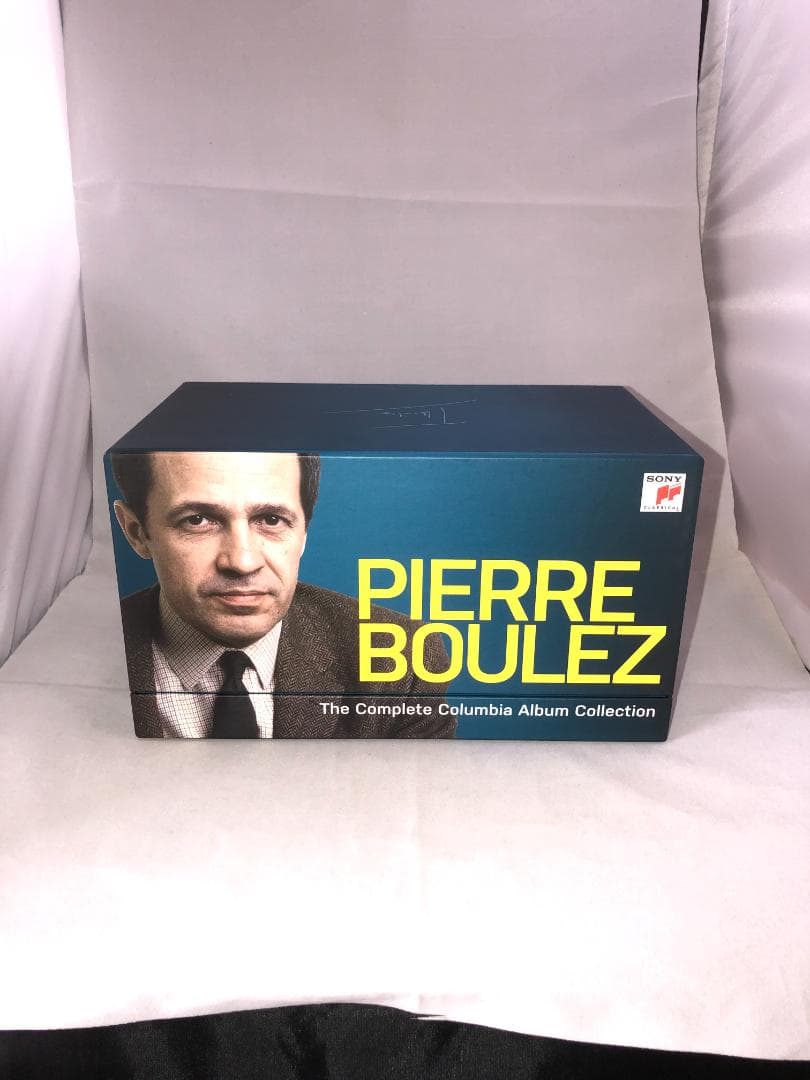 SONY
CLASSICAL
PIERRE
BOULEZ
The Complete Columbia Album Collection